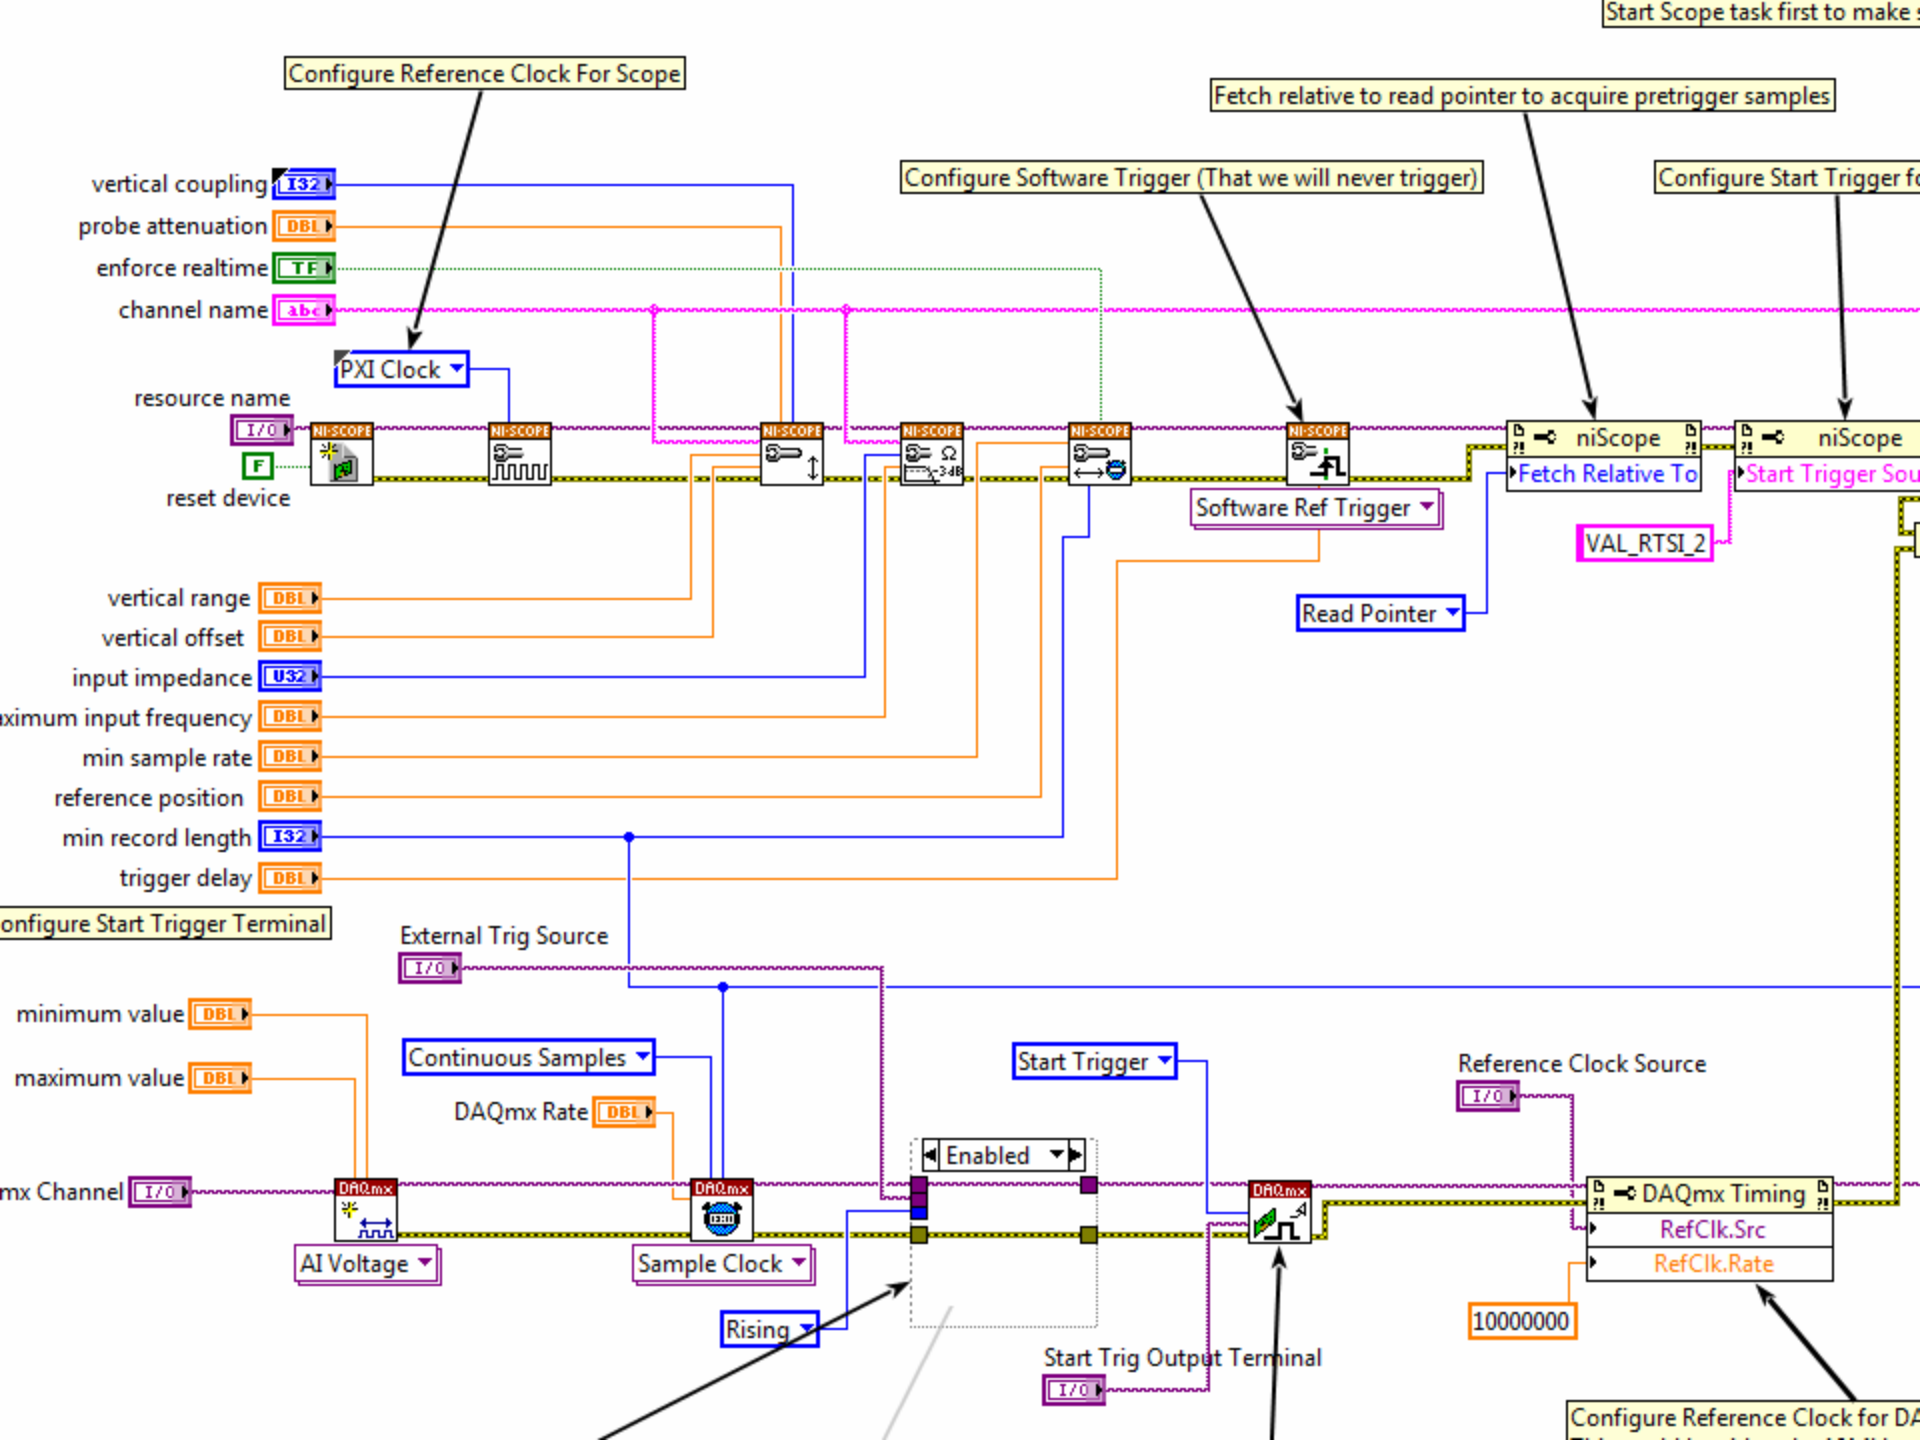 Start Scope task first to make
Configure Reference Clock For Scope
Fetch relative to read pointer to acquire pretrigger samples
Configure Software Trigger (That we will never trigger)
Configure Start Trigger
vertical coupling I32
probe attenuation DBL
enforce realtime TF
channel name abc
PXI Clock
resource name
I/O
NI-SCOPE NI-SCOPE NI-SCOPE NI-SCOPE NI-SCOPE NI-SCOPE
niScope niScope
F
Ω
-3dB
Fetch Relative To Start Trigger Sou
reset device
Software Ref Trigger
VAL_RTSI_2
vertical range DBL
Read Pointer
vertical offset DBL
input impedance U32
aximum input frequency DBL
min sample rate DBL
reference position DBL
min record length I32
trigger delay DBL
onfigure Start Trigger Terminal
External Trig Source
I/O
minimum value DBL
Continuous Samples
Start Trigger
Reference Clock Source
maximum value DBL
I/O
DAQmx Rate DBL
Enabled
mx Channel I/O
DAQmx DAQmx DAQmx
DAQmx Timing
RefClk.Src
AI Voltage
Sample Clock
RefClk.Rate
Rising
10000000
Start Trig Output Terminal
I/O
Configure Reference Clock for DA